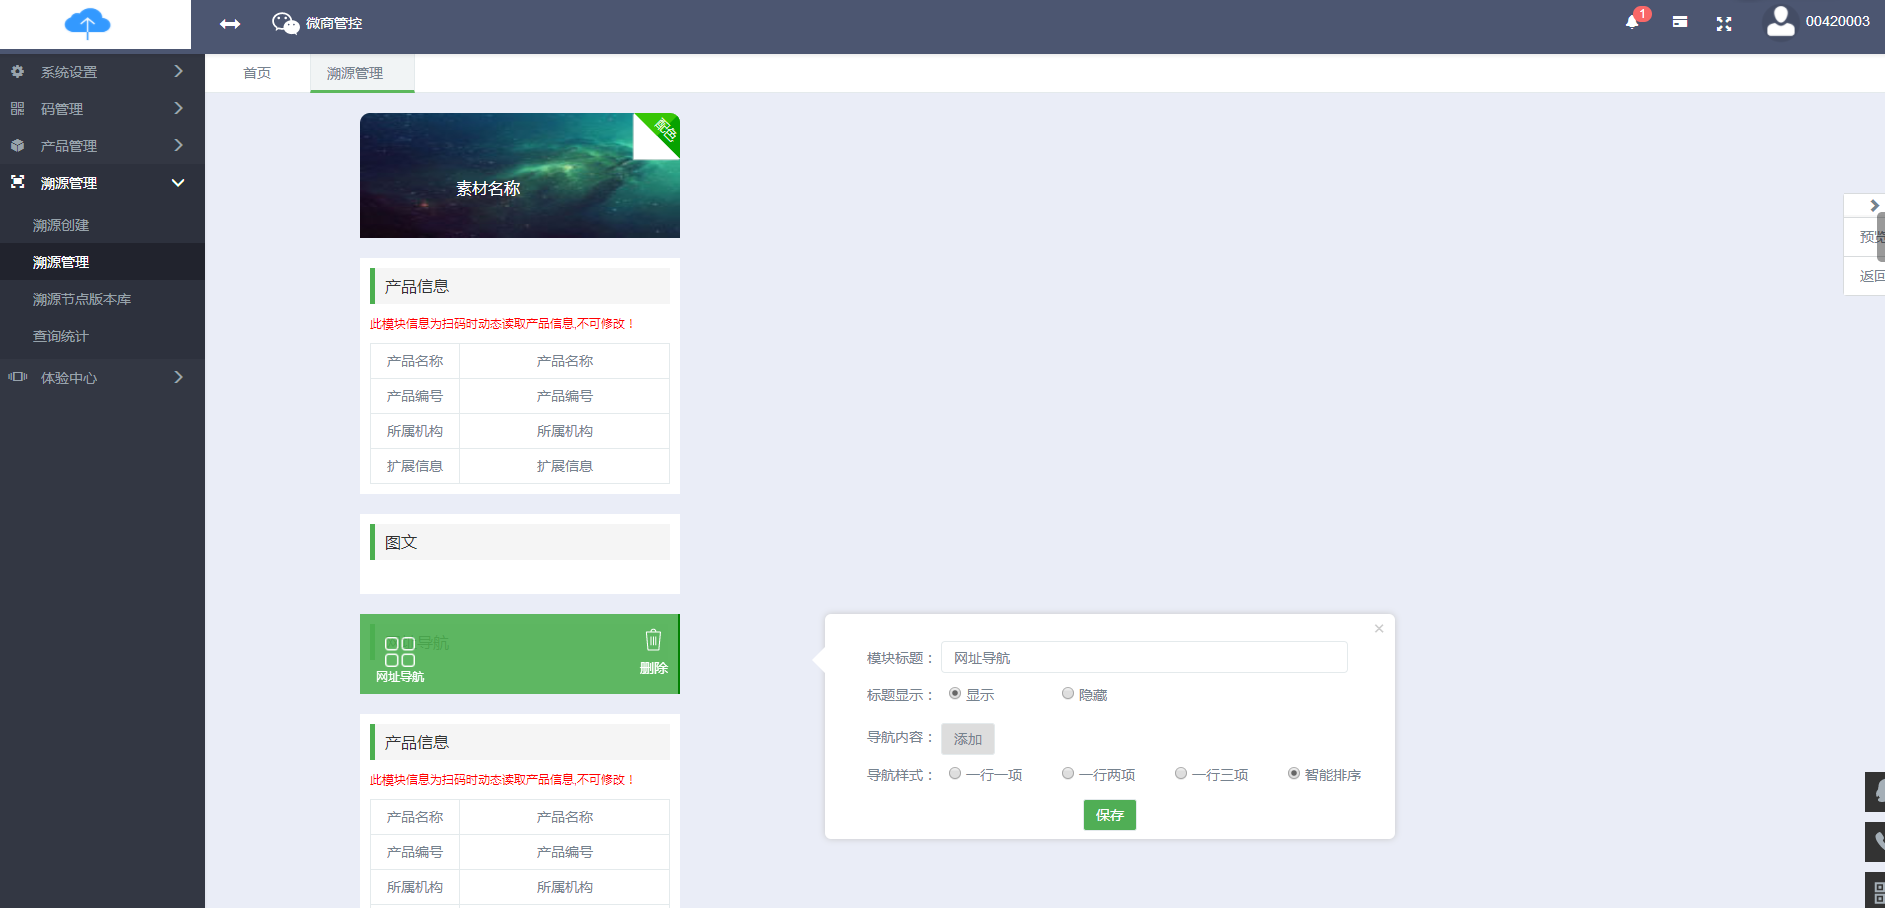 微商管控
1
00420003
系统设置
码管理
产品管理
溯源管理
溯源创建
溯源管理
溯源节点版本库
查询统计
体验中心
首页
溯源管理
配色
素材名称
产品信息
此模块信息为扫码时动态读取产品信息,不可修改！
产品名称 产品名称
产品编号 产品编号
所属机构 所属机构
扩展信息 扩展信息
图文
导航
网址导航
删除
产品信息
此模块信息为扫码时动态读取产品信息,不可修改！
产品名称 产品名称
产品编号 产品编号
所属机构 所属机构
×
模块标题： 网址导航
标题显示： 显示 隐藏
导航内容： 添加
导航样式： 一行一项 一行两项 一行三项 智能排序
保存
预览
返回